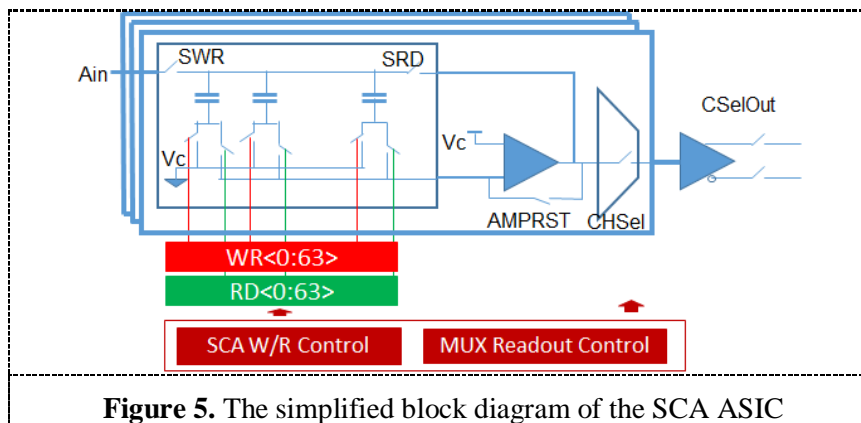 SWR
SRD
Ain
CSelOut
Vc
Vc
AMPRST
CHSel
WR<0:63>
RD<0:63>
SCA W/R Control
MUX Readout Control
Figure 5. The simplified block diagram of the SCA ASIC